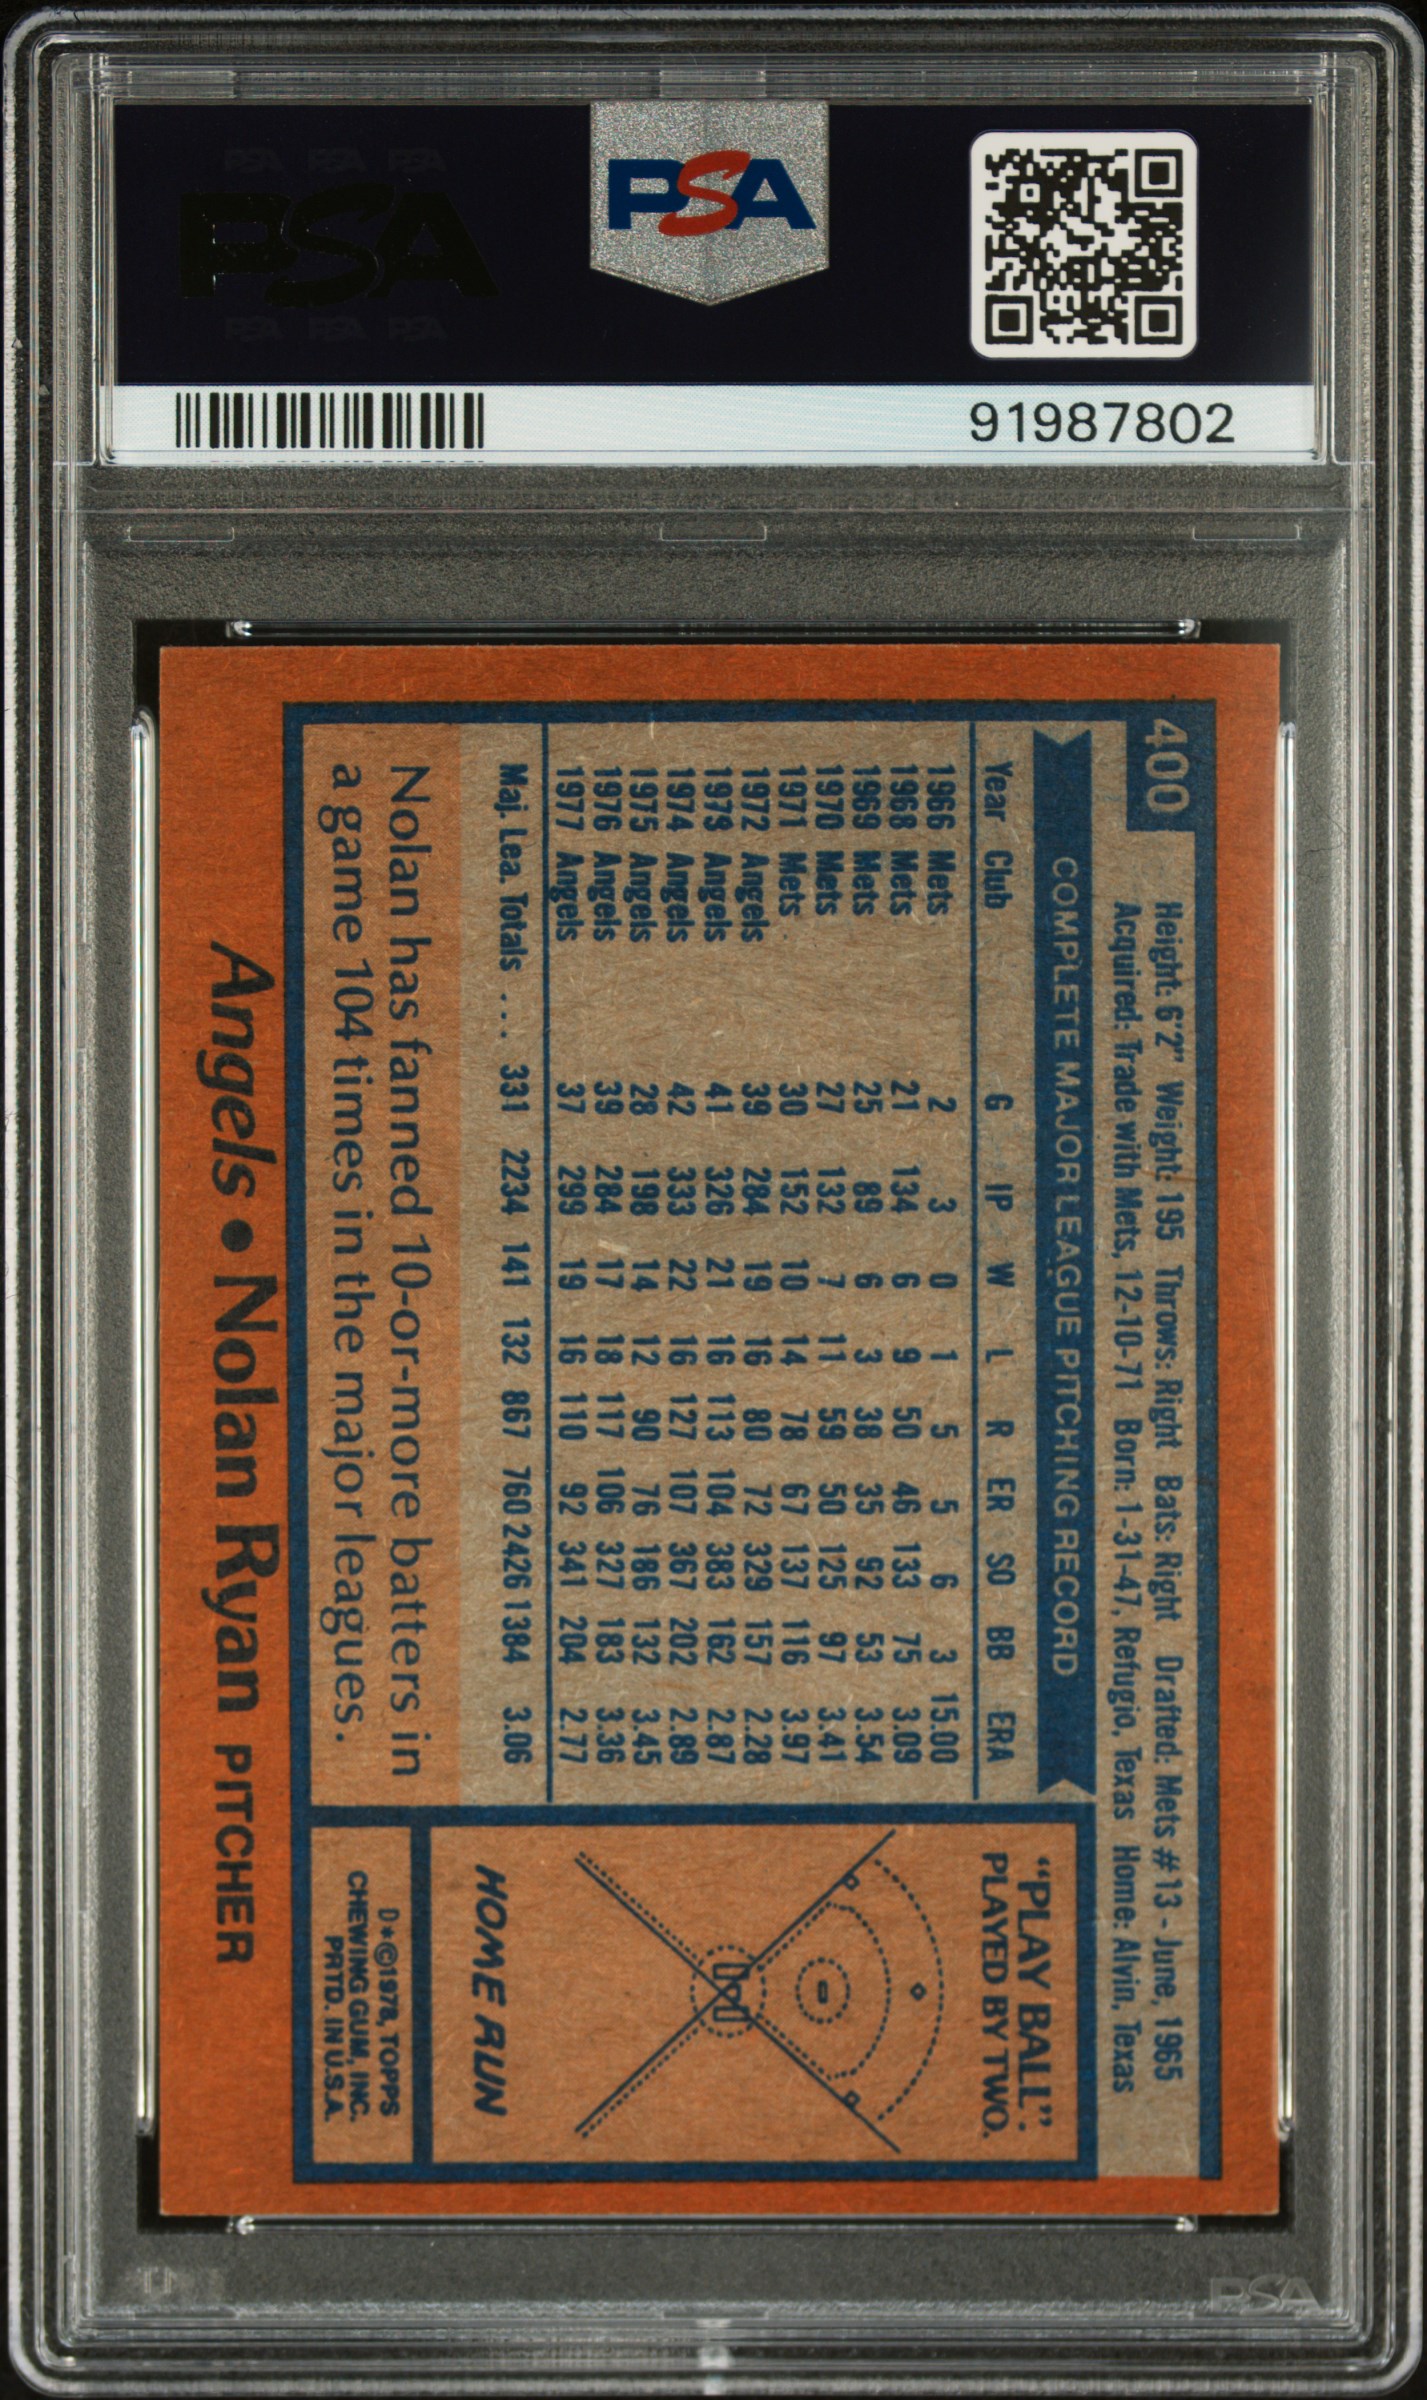 PSA PSA PSA
PSA
PSA PSA PSA
PSA
91987802
400
Height: 6'2" Weight: 195 Throws: Right Bats: Right Drafted: Mets #13 - June, 1965
Acquired: Trade with Mets, 12-10-71 Born: 1-31-47, Refugio, Texas Home: Alvin, Texas
COMPLETE MAJOR LEAGUE PITCHING RECORD
Year Club G IP W L R ER SO BB ERA
1966 Mets 2 3 0 1 5 5 6 3 15.00
1968 Mets 21 134 6 9 50 46 133 75 3.09
1969 Mets 25 89 6 3 38 35 92 53 3.54
1970 Mets 27 132 7 11 59 50 125 97 3.41
1971 Mets 30 152 10 14 78 67 137 116 3.97
1972 Angels 39 284 19 16 80 72 329 157 2.28
1973 Angels 41 326 21 16 113 104 383 162 2.87
1974 Angels 42 333 22 16 127 107 367 202 2.89
1975 Angels 28 198 14 12 90 76 186 132 3.45
1976 Angels 39 284 17 18 117 106 327 183 3.36
1977 Angels 37 299 19 16 110 92 341 204 2.77
Maj. Lea. Totals .... 331 2234 141 132 867 760 2426 1384 3.06
Nolan has fanned 10-or-more batters in
a game 104 times in the major leagues.
"PLAY BALL":
PLAYED BY TWO.
HOME RUN
D*©1978, TOPPS
CHEWING GUM, INC.
PRTD. IN U.S.A.
Angels • Nolan Ryan PITCHER
PSA